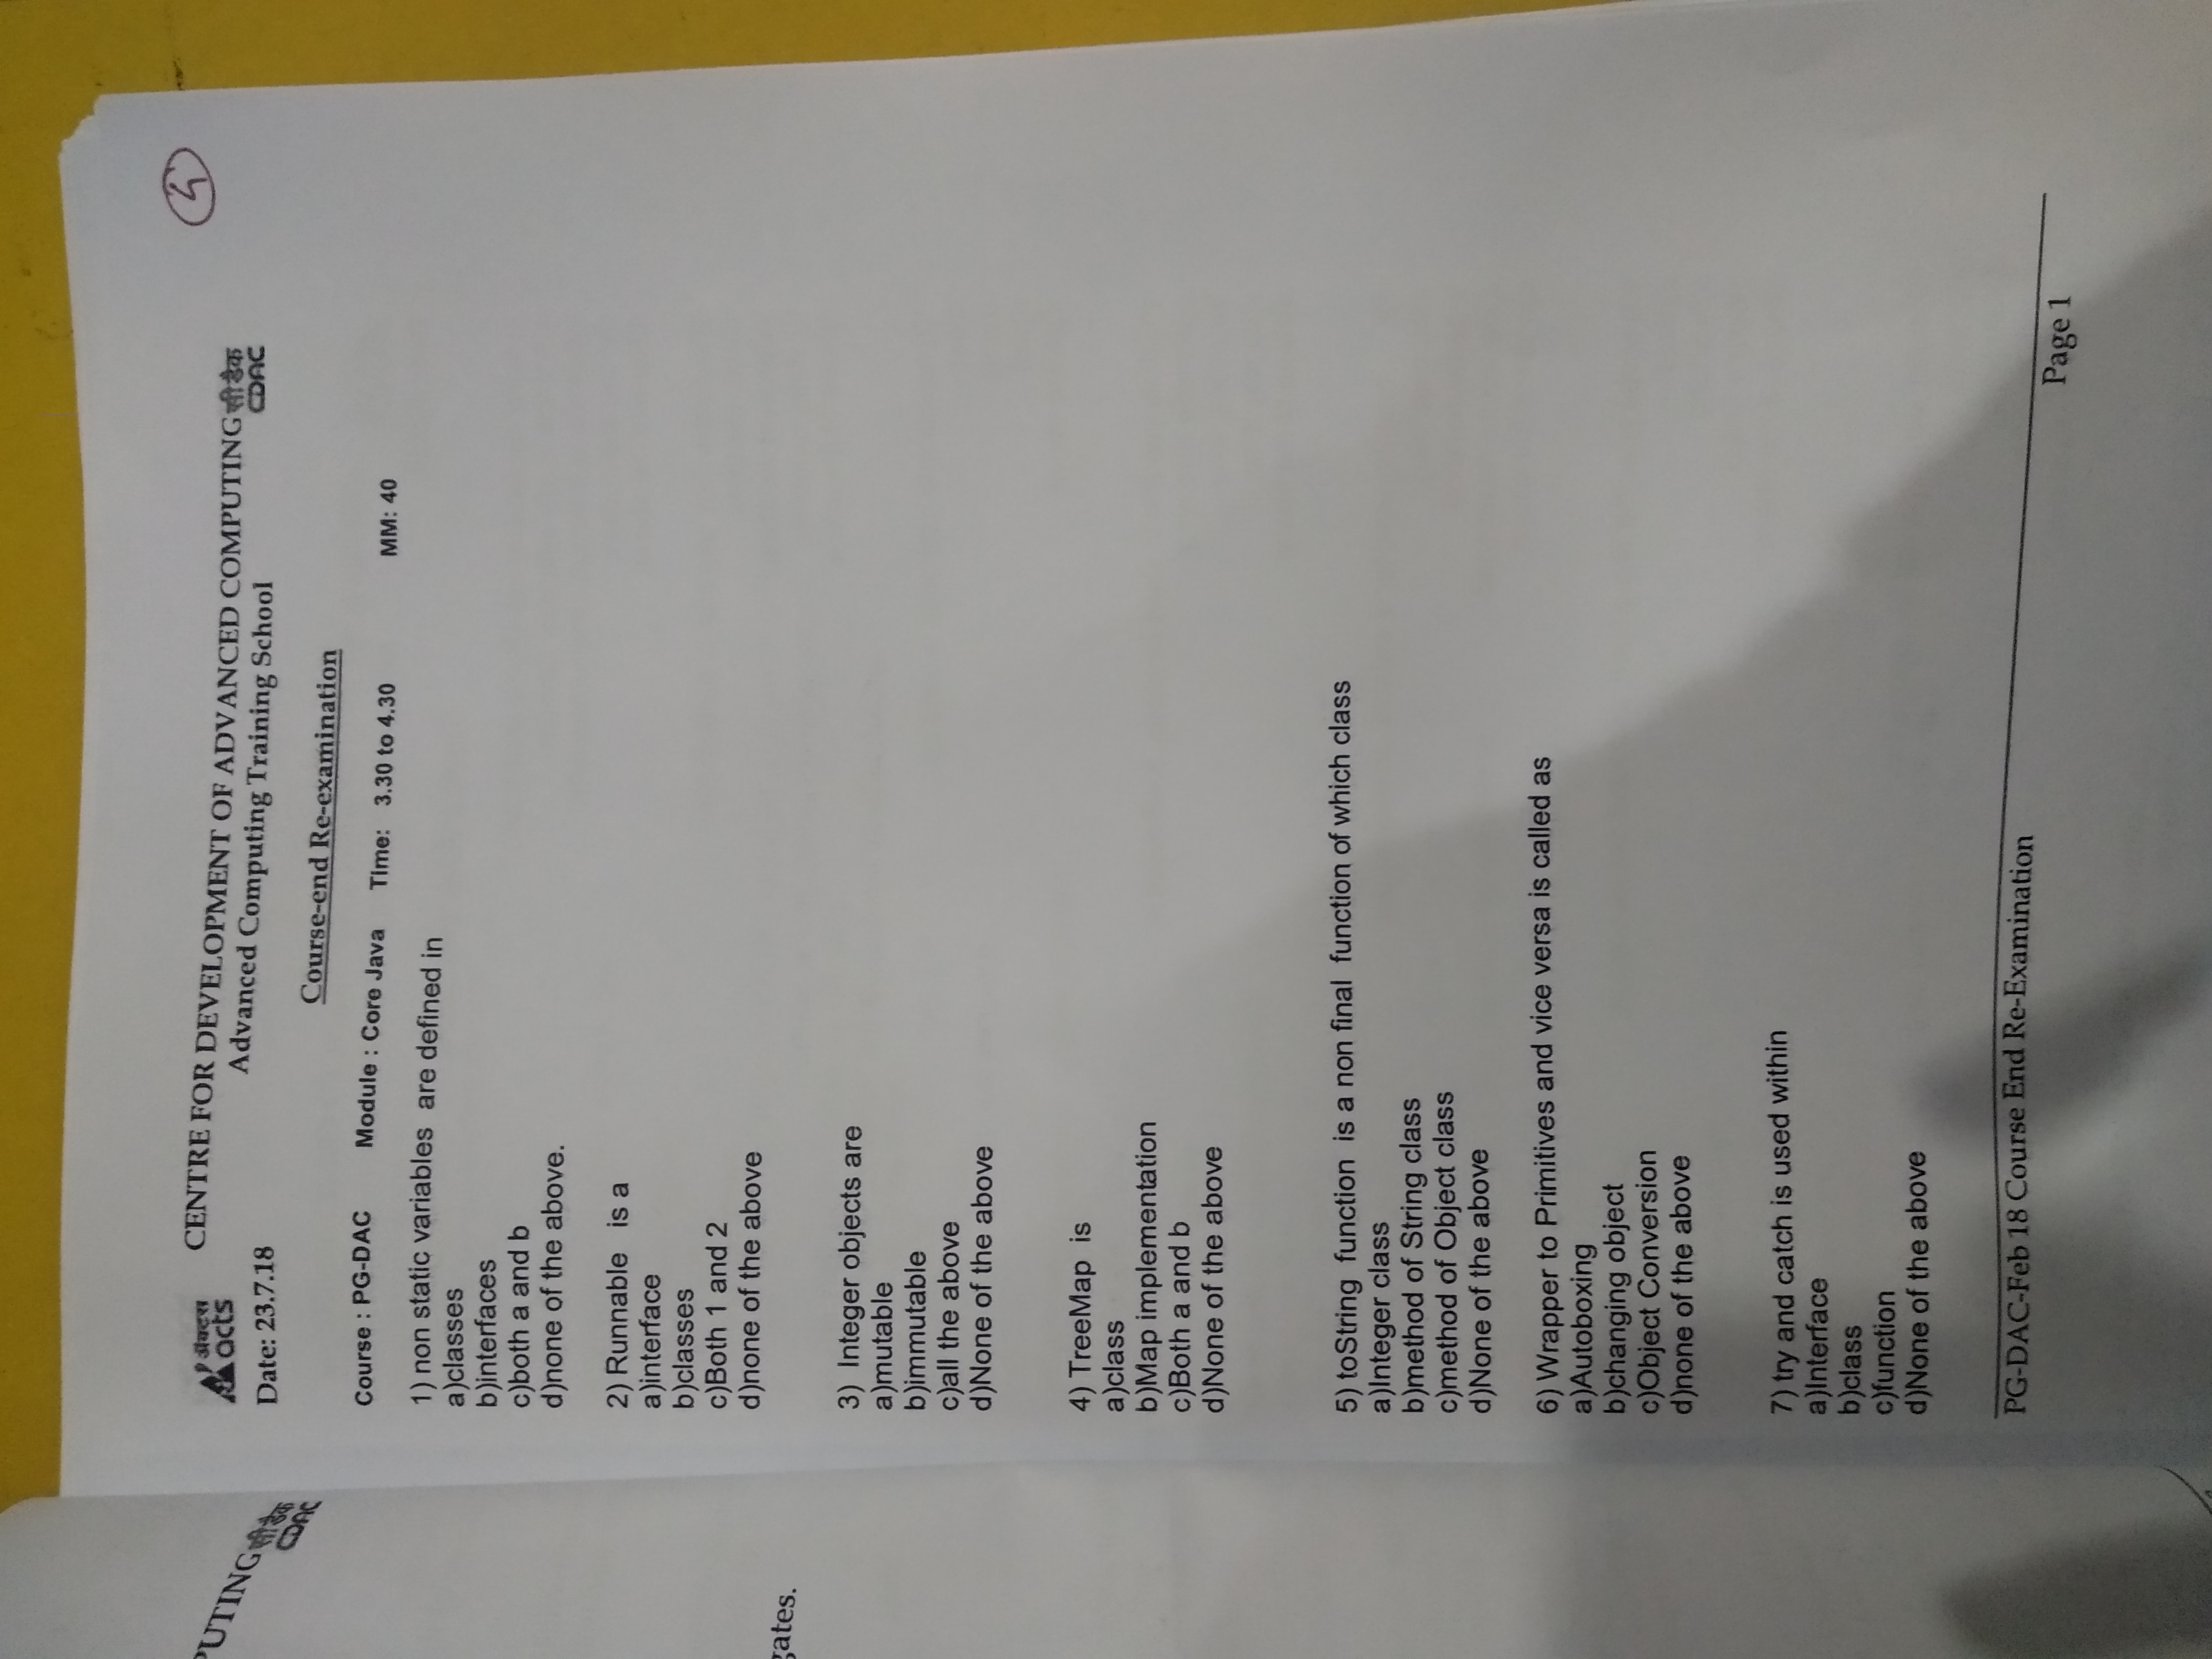 PUTING सी डैक
CDAC
gates.
4
ॲक्ट्स
acts
CENTRE FOR DEVELOPMENT OF ADVANCED COMPUTING सी डैक
CDAC
Advanced Computing Training School
Date: 23.7.18
Course-end Re-examination
Course : PG-DAC Module : Core Java Time: 3.30 to 4.30 MM: 40
1) non static variables are defined in
a)classes
b)interfaces
c)both a and b
d)none of the above.
2) Runnable is a
a)interface
b)classes
c)Both 1 and 2
d)none of the above
3) Integer objects are
a)mutable
b)immutable
c)all the above
d)None of the above
4) TreeMap is
a)class
b)Map implementation
c)Both a and b
d)None of the above
5) toString function is a non final function of which class
a)Integer class
b)method of String class
c)method of Object class
d)None of the above
6) Wrapper to Primitives and vice versa is called as
a)Autoboxing
b)changing object
c)Object Conversion
d)none of the above
7) try and catch is used within
a)Interface
b)class
c)function
d)None of the above
PG-DAC-Feb 18 Course End Re-Examination
Page 1